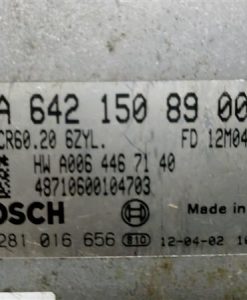 A 642 150 89 00
CR60.20 6ZYL. FD 12M04
HW A006 446 71 40
48710600104703
BOSCH Made in
281 016 656 810 12-04-02